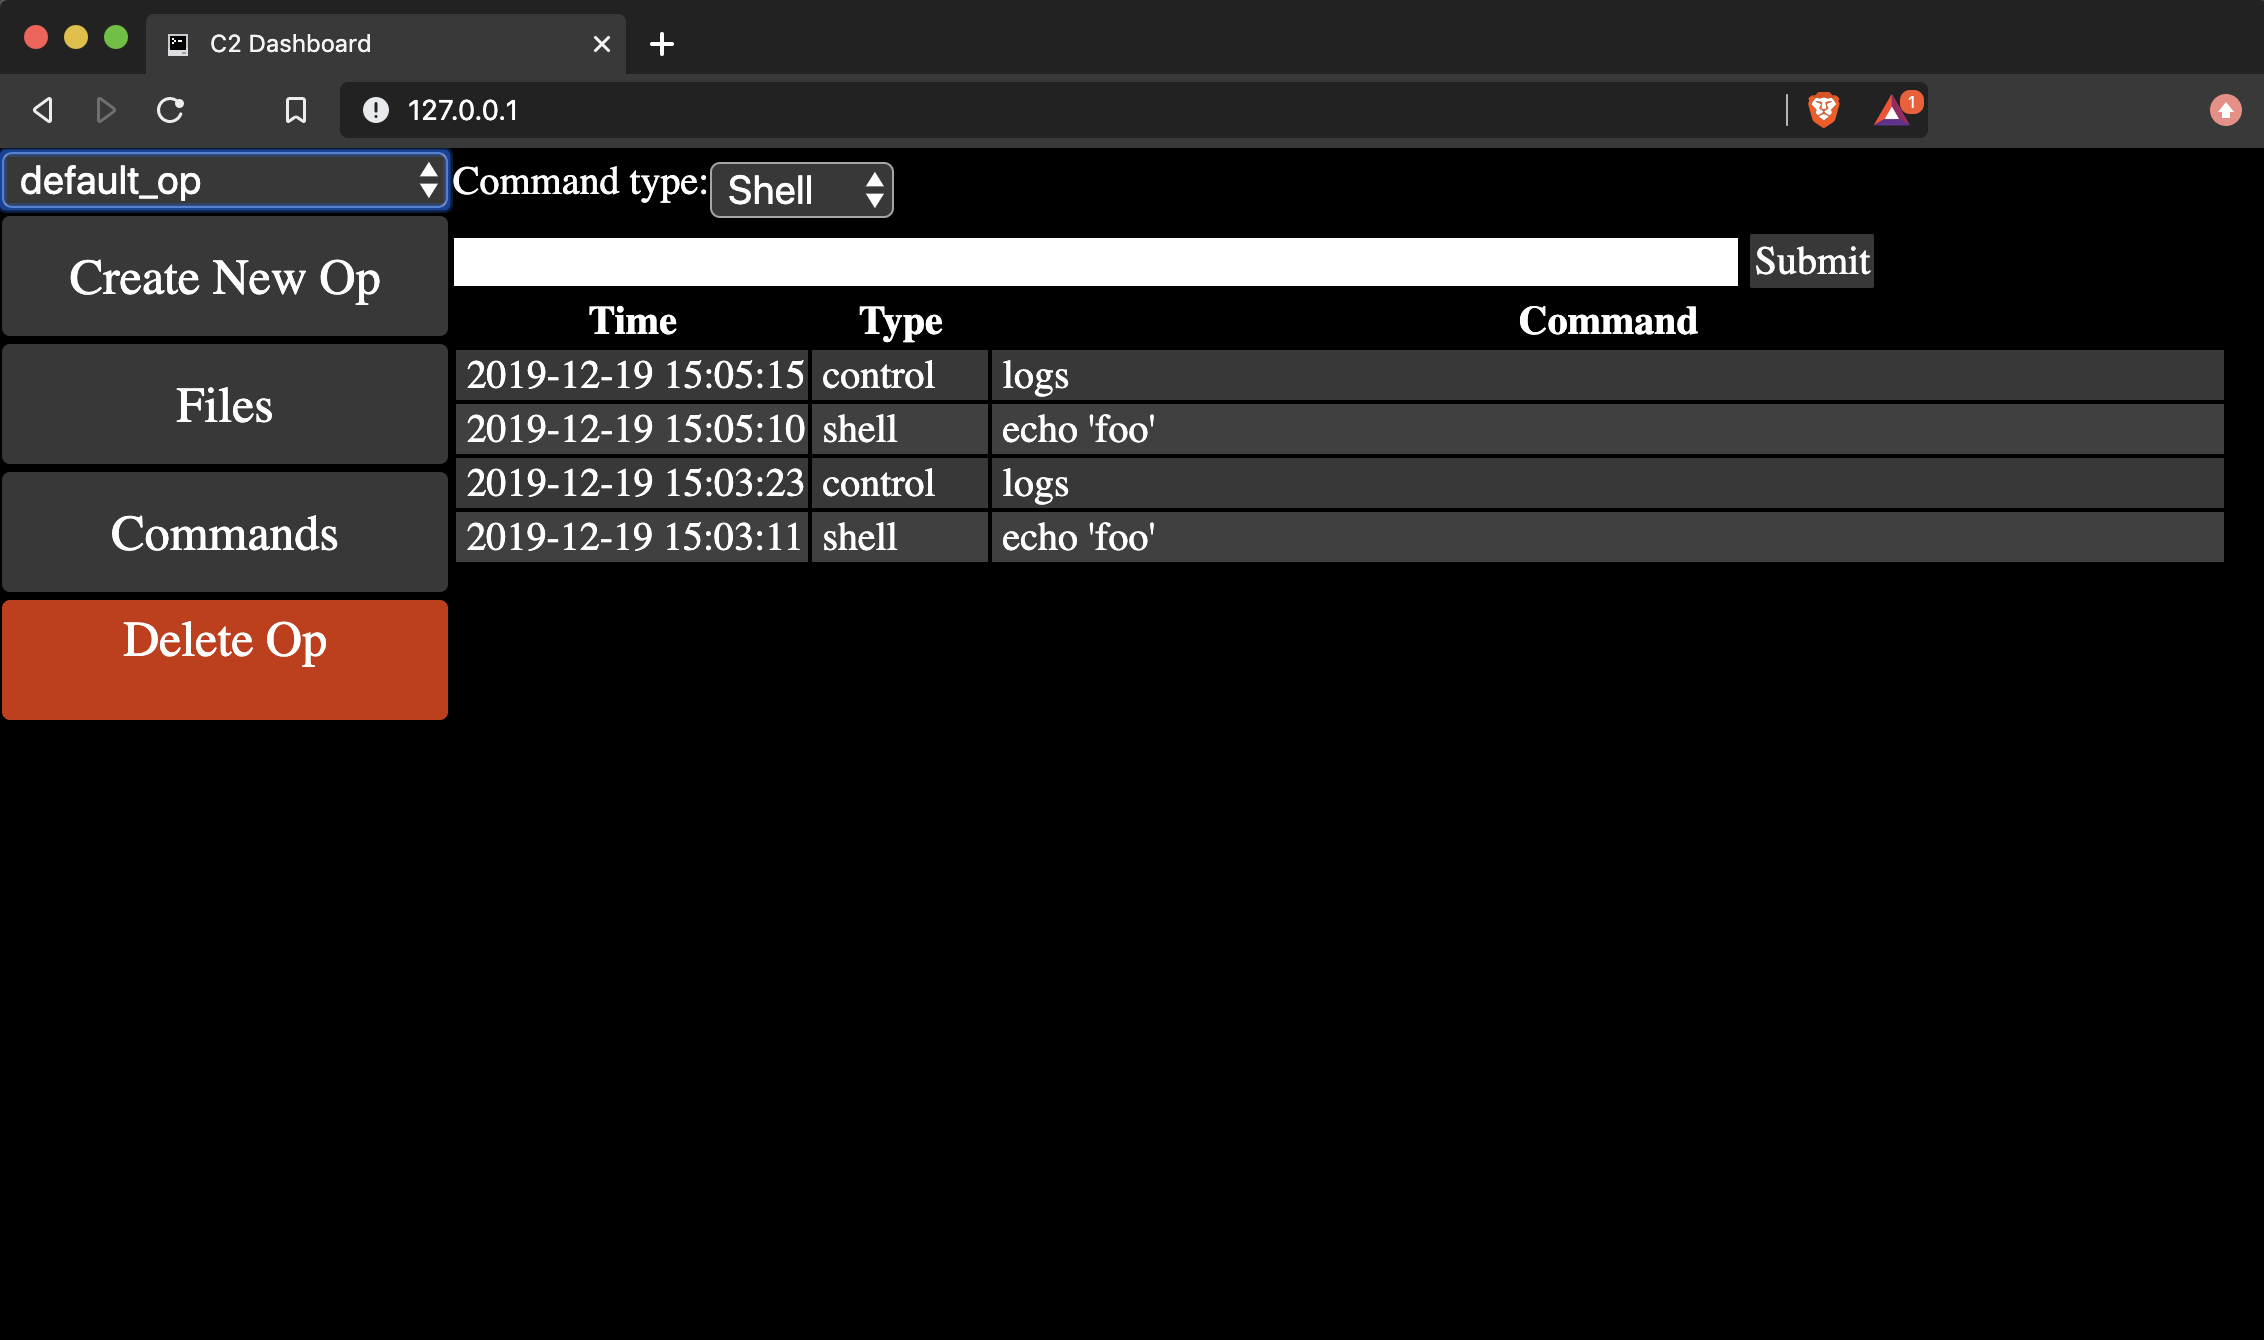 C2 Dashboard
127.0.0.1
1
default_op
Command type: Shell
Create New Op
Submit
Files
Commands
Delete Op
Time Type Command
2019-12-19 15:05:15 control logs
2019-12-19 15:05:10 shell echo 'foo'
2019-12-19 15:03:23 control logs
2019-12-19 15:03:11 shell echo 'foo'